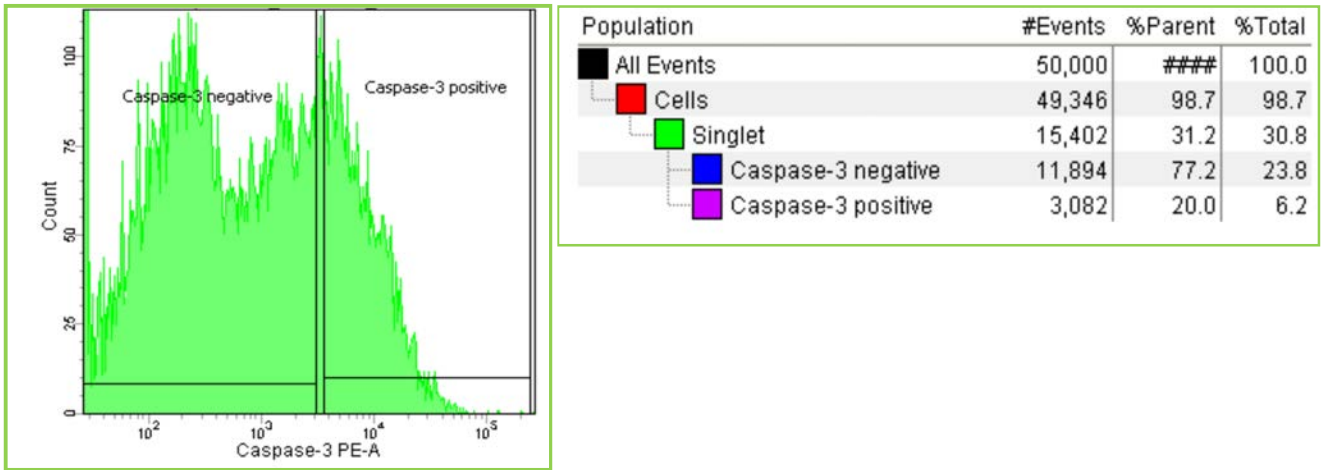 100
75
50
25
0
Count
Caspase-3 negative
Caspase-3 positive
10² 10³ 10⁴ 10⁵
Caspase-3 PE-A
Population #Events %Parent %Total
All Events 50,000 #### 100.0
Cells 49,346 98.7 98.7
Singlet 15,402 31.2 30.8
Caspase-3 negative 11,894 77.2 23.8
Caspase-3 positive 3,082 20.0 6.2